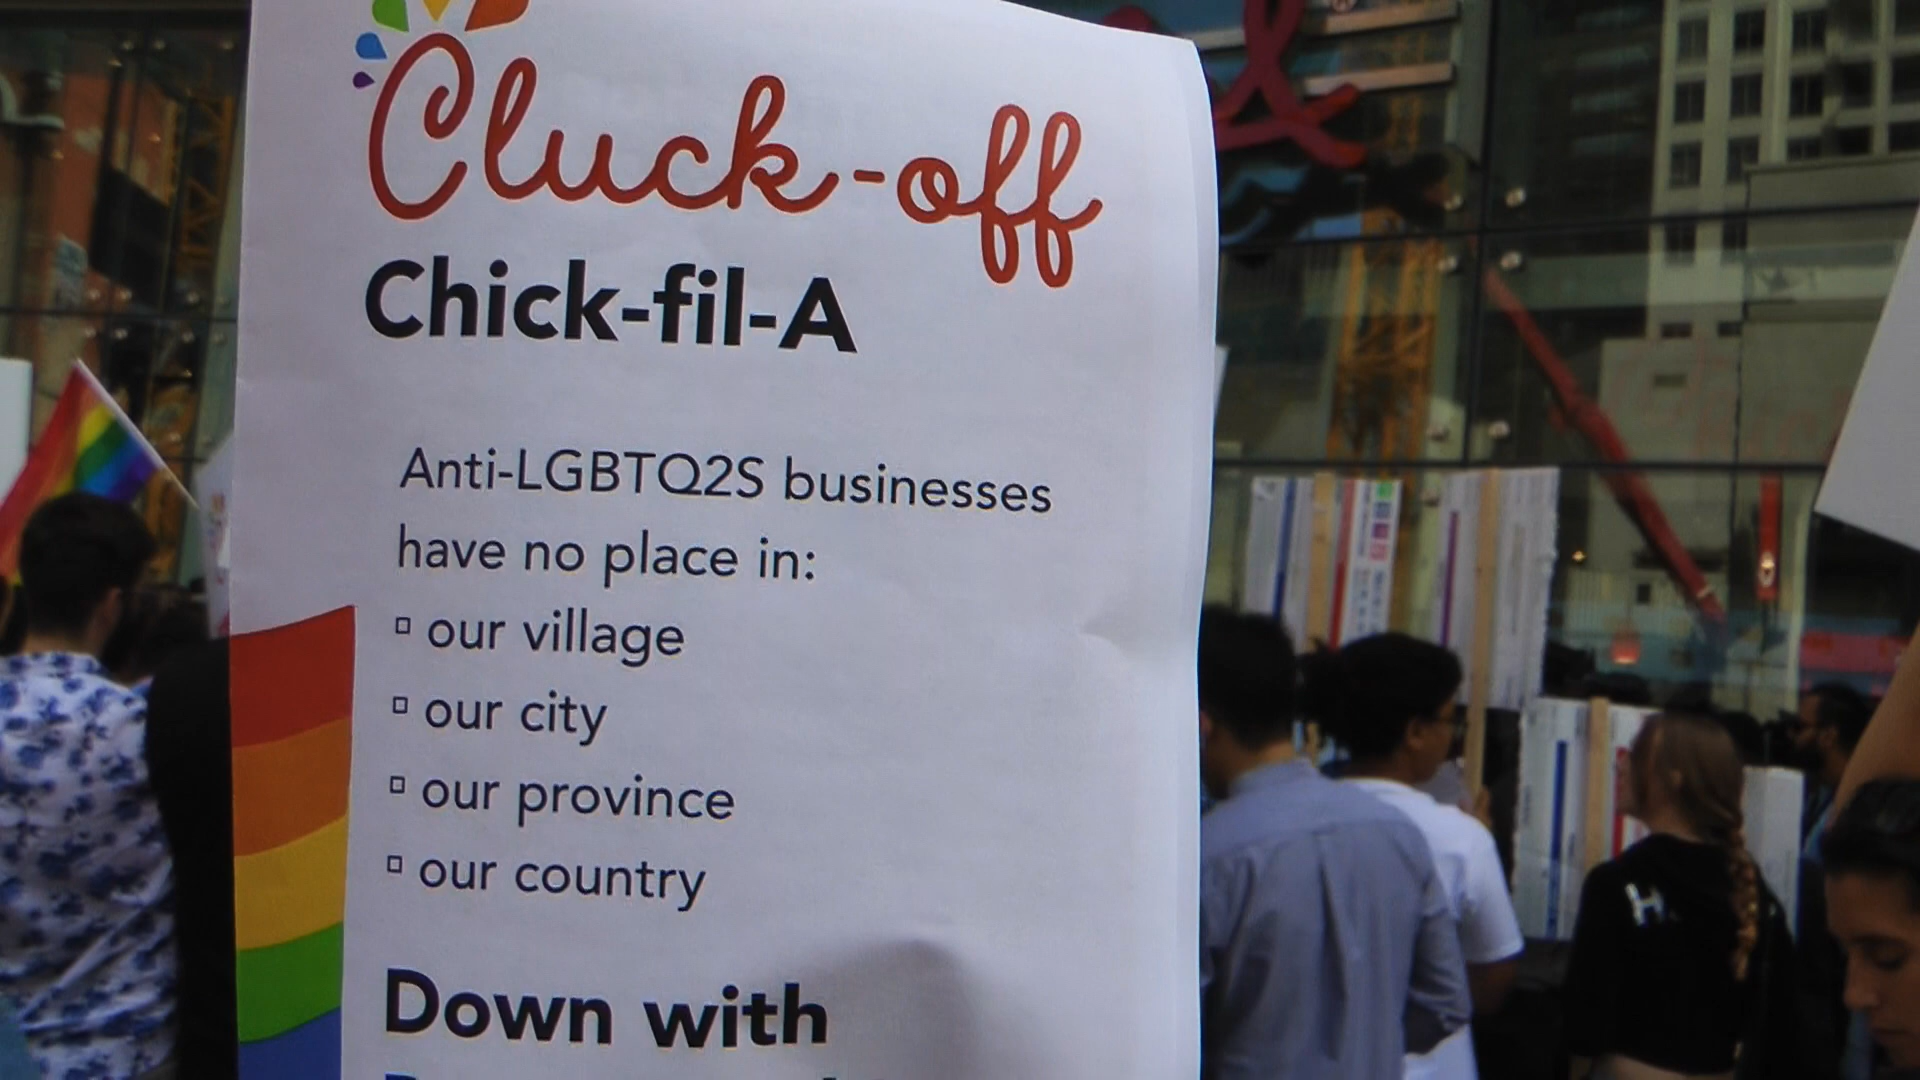 Cluck-off
Chick-fil-A
Anti-LGBTQ2S businesses
have no place in:
▫ our village
▫ our city
▫ our province
▫ our country
Down with
H.